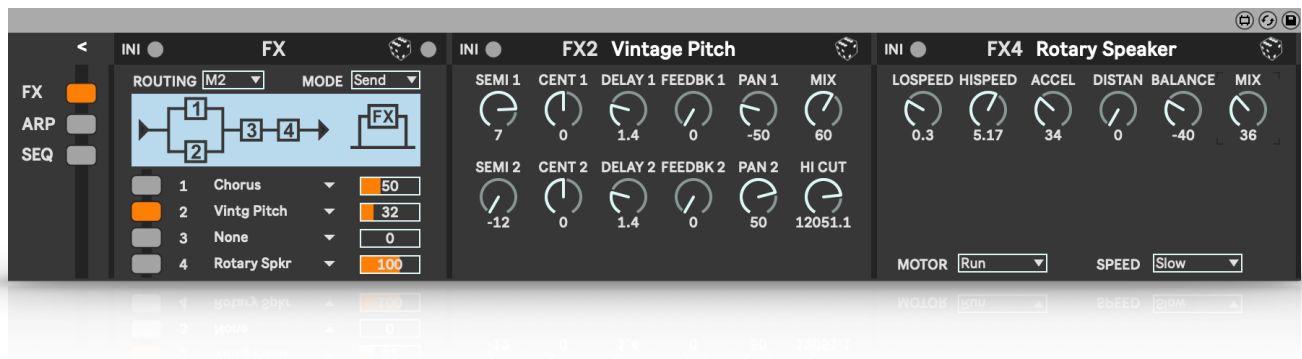 <
INI FX
INI FX2 Vintage Pitch
INI FX4 Rotary Speaker
FX
ARP
SEQ
ROUTING M2 MODE Send
1 2 3 4 FX
1 Chorus 50
2 Vintg Pitch 32
3 None 0
4 Rotary Spkr 100
SEMI 1 CENT 1 DELAY 1 FEEDBK 1 PAN 1 MIX
7 0 1.4 0 -50 60
SEMI 2 CENT 2 DELAY 2 FEEDBK 2 PAN 2 HI CUT
-12 0 1.4 0 50 12051.1
LOSPEED HISPEED ACCEL DISTAN BALANCE MIX
0.3 5.17 34 0 -40 36
MOTOR Run SPEED Slow